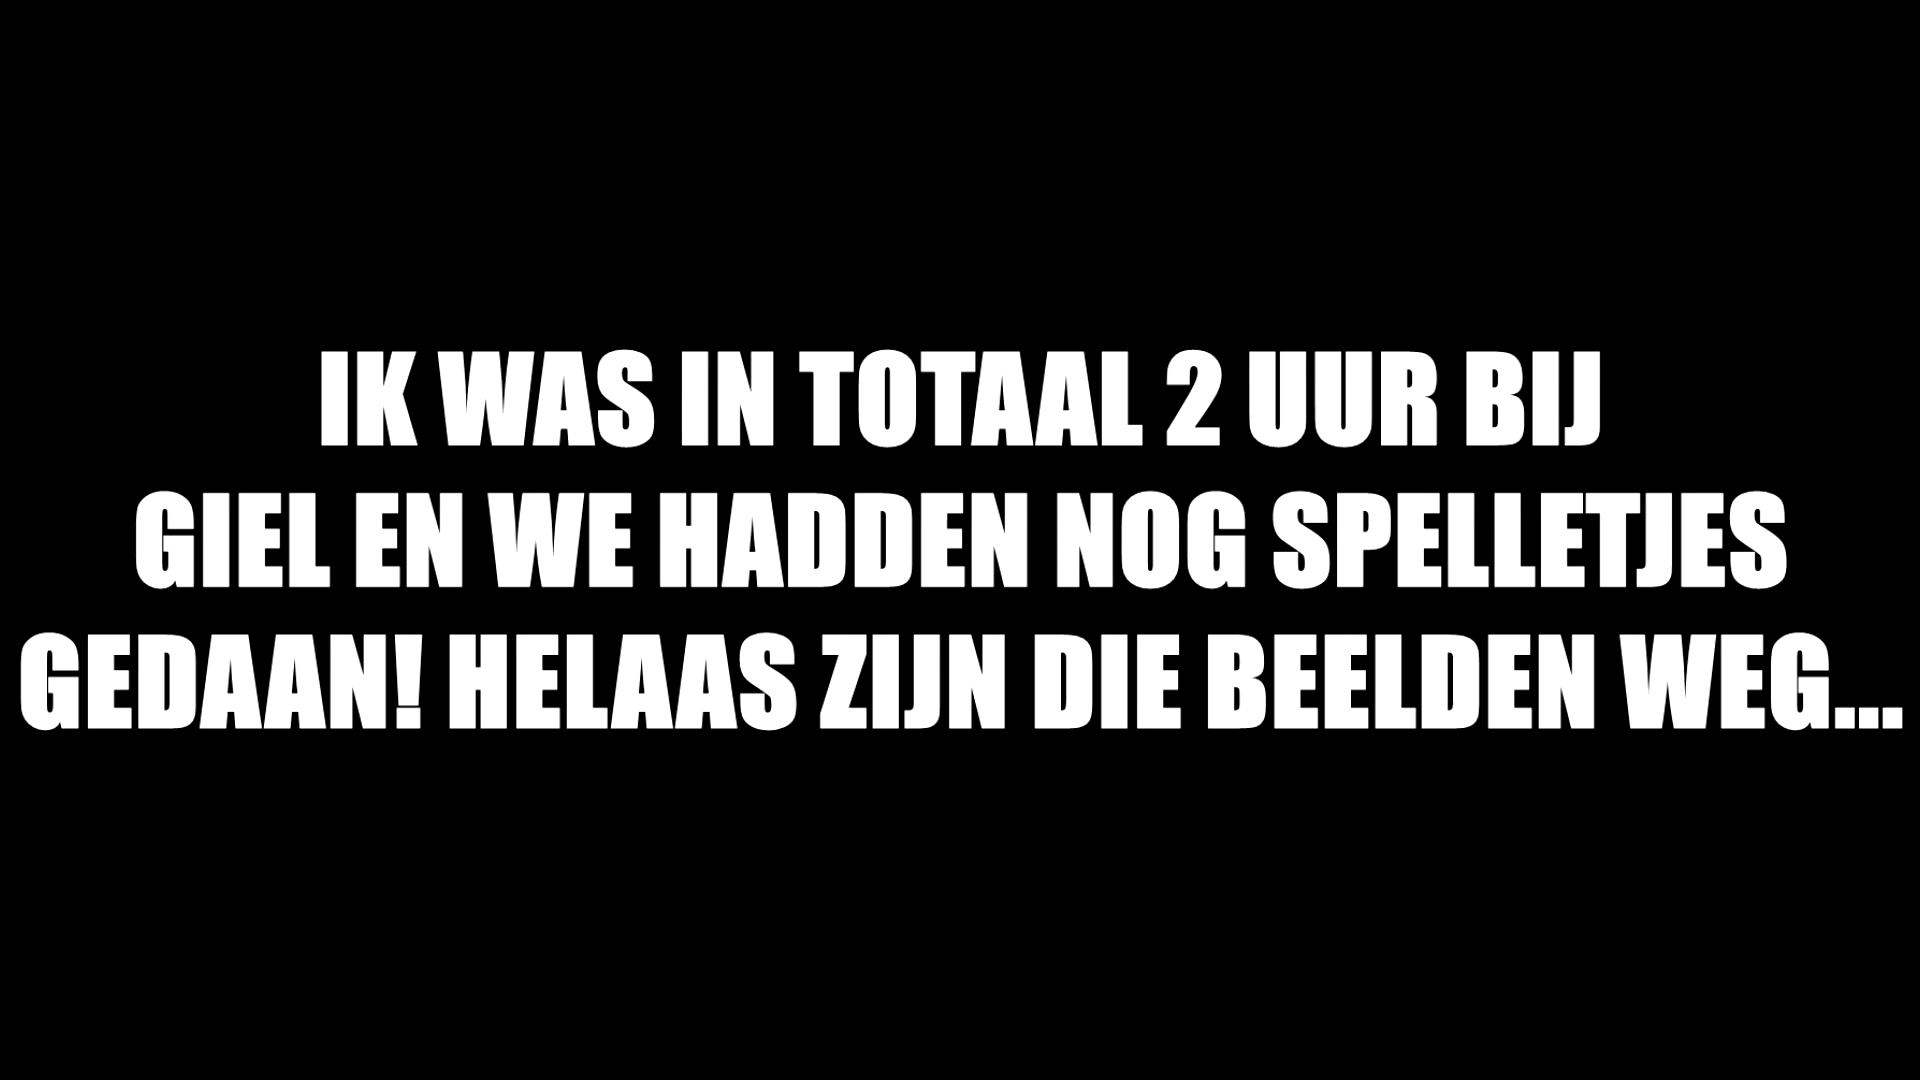 IK WAS IN TOTAAL 2 UUR BIJ
GIEL EN WE HADDEN NOG SPELLETJES
GEDAAN! HELAAS ZIJN DIE BEELDEN WEG...